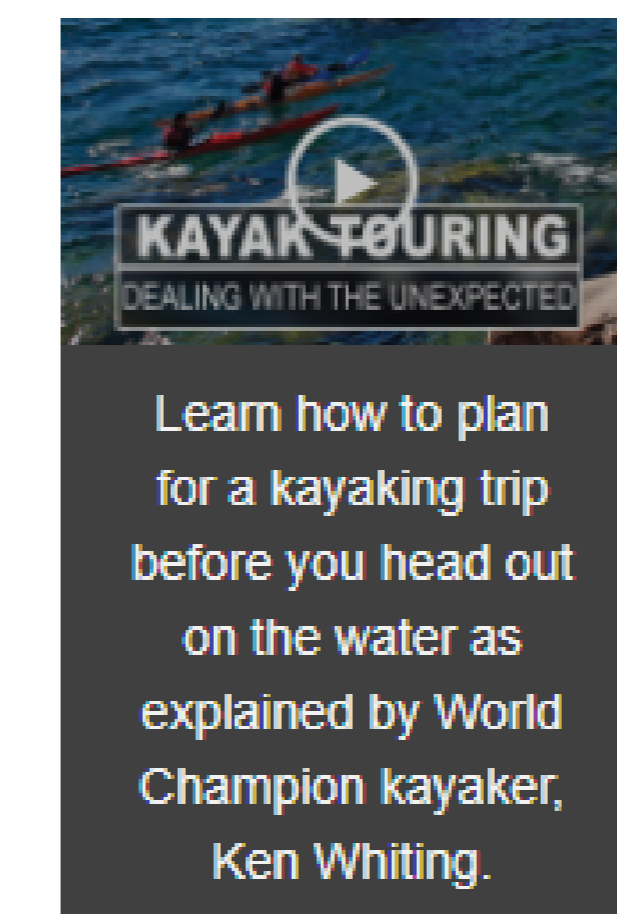 KAYAK TOURING
DEALING WITH THE UNEXPECTED
Learn how to plan
for a kayaking trip
before you head out
on the water as
explained by World
Champion kayaker,
Ken Whiting.